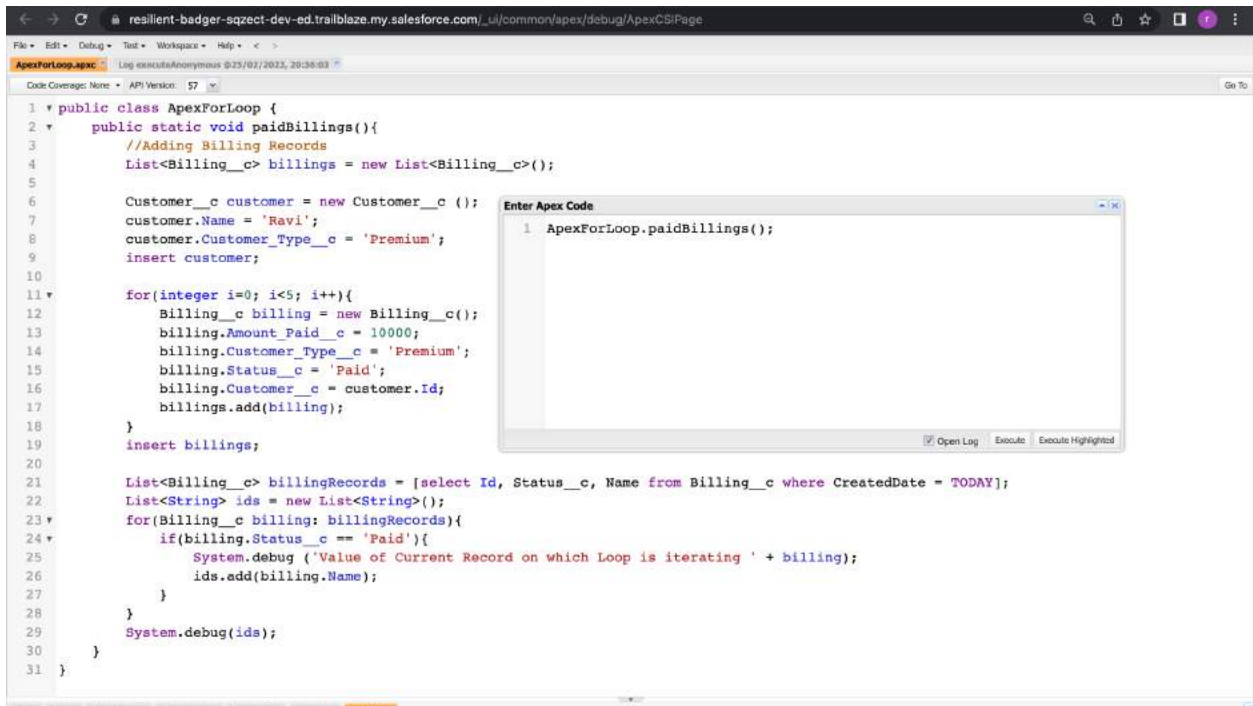 resilient-badger-sqzect-dev-ed.trailblaze.my.salesforce.com/_ui/common/apex/debug/ApexCSIPage
File Edit Debug Test Workspace Help < >
ApexForLoop.apxc Log executeAnonymous @25/02/2023, 20:36:03
Code Coverage: None API Version: 57 Go To
1 public class ApexForLoop {
2 public static void paidBillings(){
3 //Adding Billing Records
4 List<Billing__c> billings = new List<Billing__c>();
5
6 Customer__c customer = new Customer__c ();
7 customer.Name = 'Ravi';
8 customer.Customer_Type__c = 'Premium';
9 insert customer;
10
11 for(integer i=0; i<5; i++){
12 Billing__c billing = new Billing__c();
13 billing.Amount_Paid__c = 10000;
14 billing.Customer_Type__c = 'Premium';
15 billing.Status__c = 'Paid';
16 billing.Customer__c = customer.Id;
17 billings.add(billing);
18 }
19 insert billings;
20
21 List<Billing__c> billingRecords = [select Id, Status__c, Name from Billing__c where CreatedDate = TODAY];
22 List<String> ids = new List<String>();
23 for(Billing__c billing: billingRecords){
24 if(billing.Status__c == 'Paid'){
25 System.debug ('Value of Current Record on which Loop is iterating ' + billing);
26 ids.add(billing.Name);
27 }
28 }
29 System.debug(ids);
30 }
31 }
Enter Apex Code
1 ApexForLoop.paidBillings();
Open Log Execute Execute Highlighted